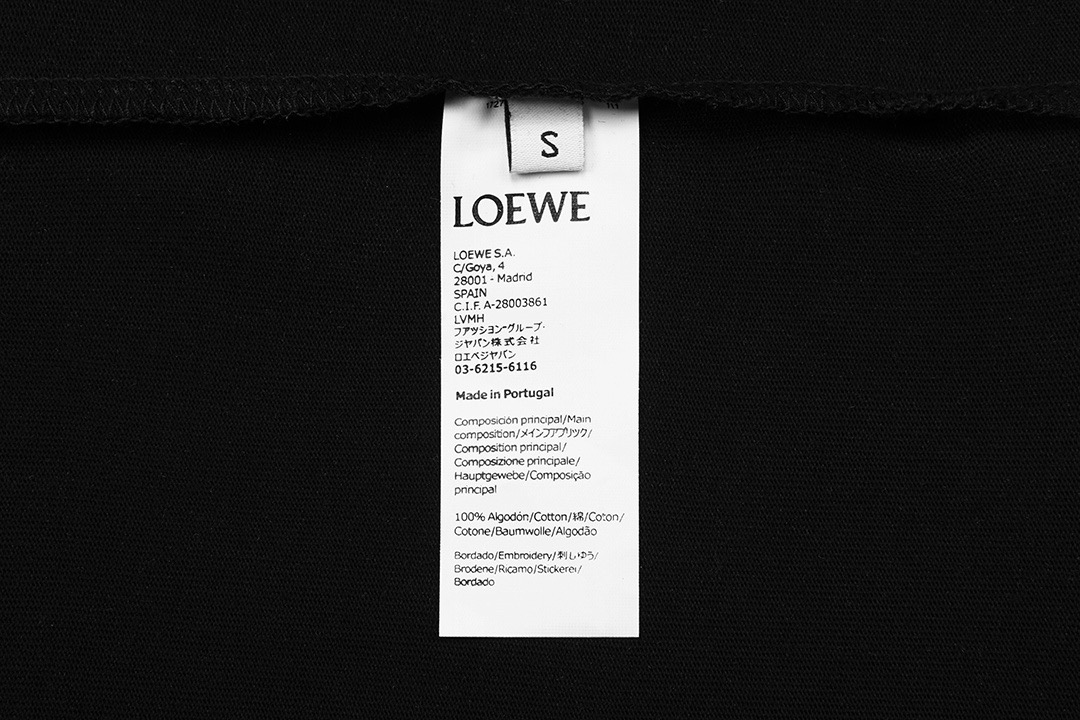 S
LOEWE
LOEWE S.A.
C/Goya, 4
28001 - Madrid
SPAIN
C.I.F. A-28003861
LVMH
ファッション・グループ・
ジャパン株式会社
ロエベジャパン
03-6215-6116
Made in Portugal
Composición principal/Main
composition/メインファブリック/
Composition principal/
Composizione principale/
Hauptgewebe/Composição
principal
100% Algodón/Cotton/綿/Coton/
Cotone/Baumwolle/Algodão
Bordado/Embroidery/刺しゆう/
Broderie/Ricamo/Stickerei/
Bordado